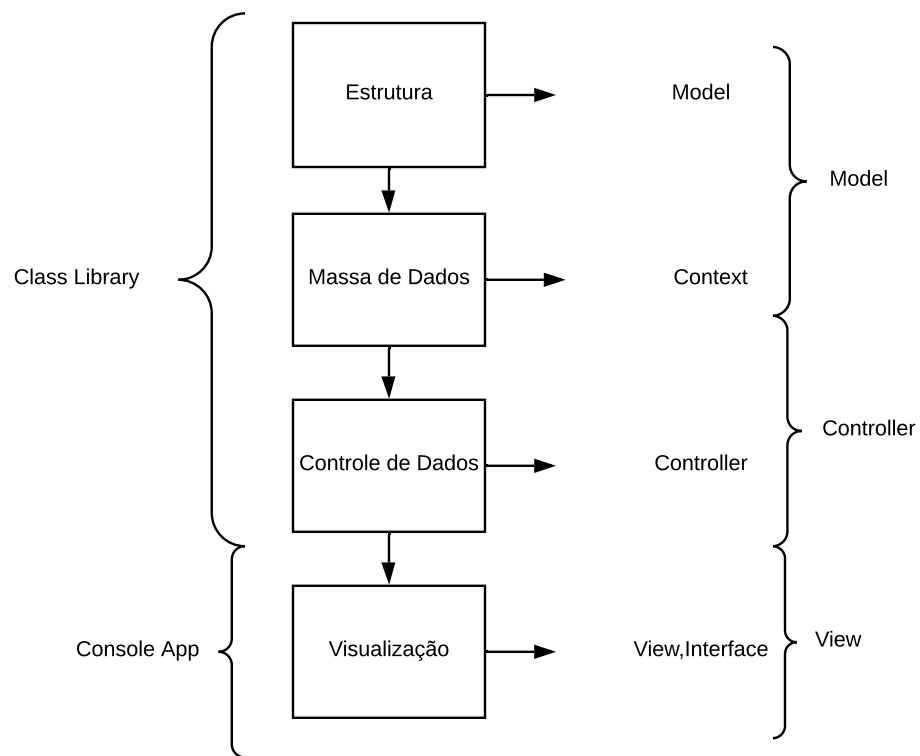 Estrutura
Model
Model
Class Library
Massa de Dados
Context
Controle de Dados
Controller
Controller
Console App
Visualização
View,Interface
View